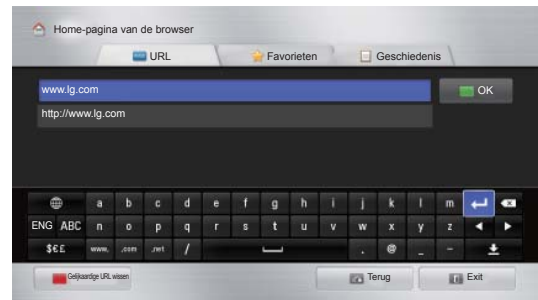 Home-pagina van de browser
URL Favorieten Geschiedenis
www.lg.com OK
http://www.lg.com
a b c d e f g h i j k l m
ENG ABC n o p q r s t u v w x y z
$€£ www. .com .net / . @ _ -
Gelijkaardige URL wissen Terug Exit